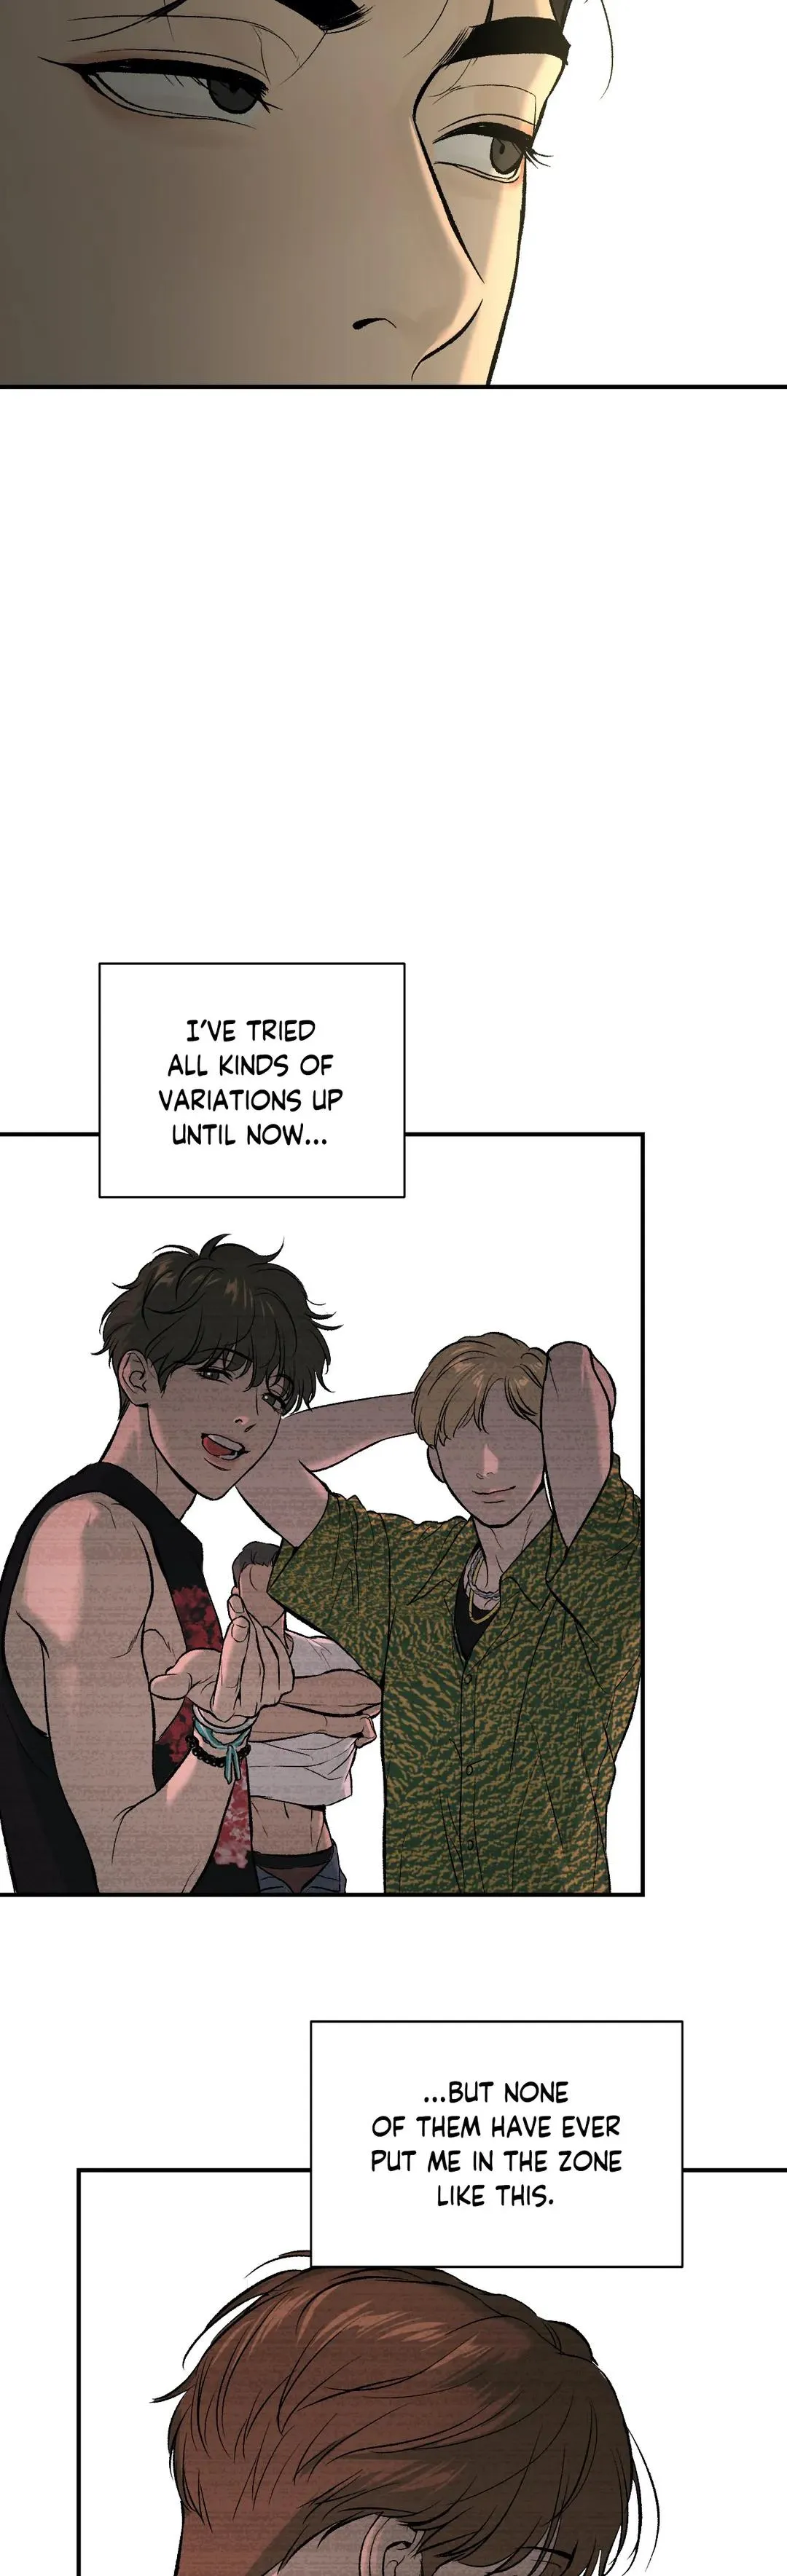 I'VE TRIED
ALL KINDS OF
VARIATIONS UP
UNTIL NOW...
...BUT NONE
OF THEM HAVE EVER
PUT ME IN THE ZONE
LIKE THIS.